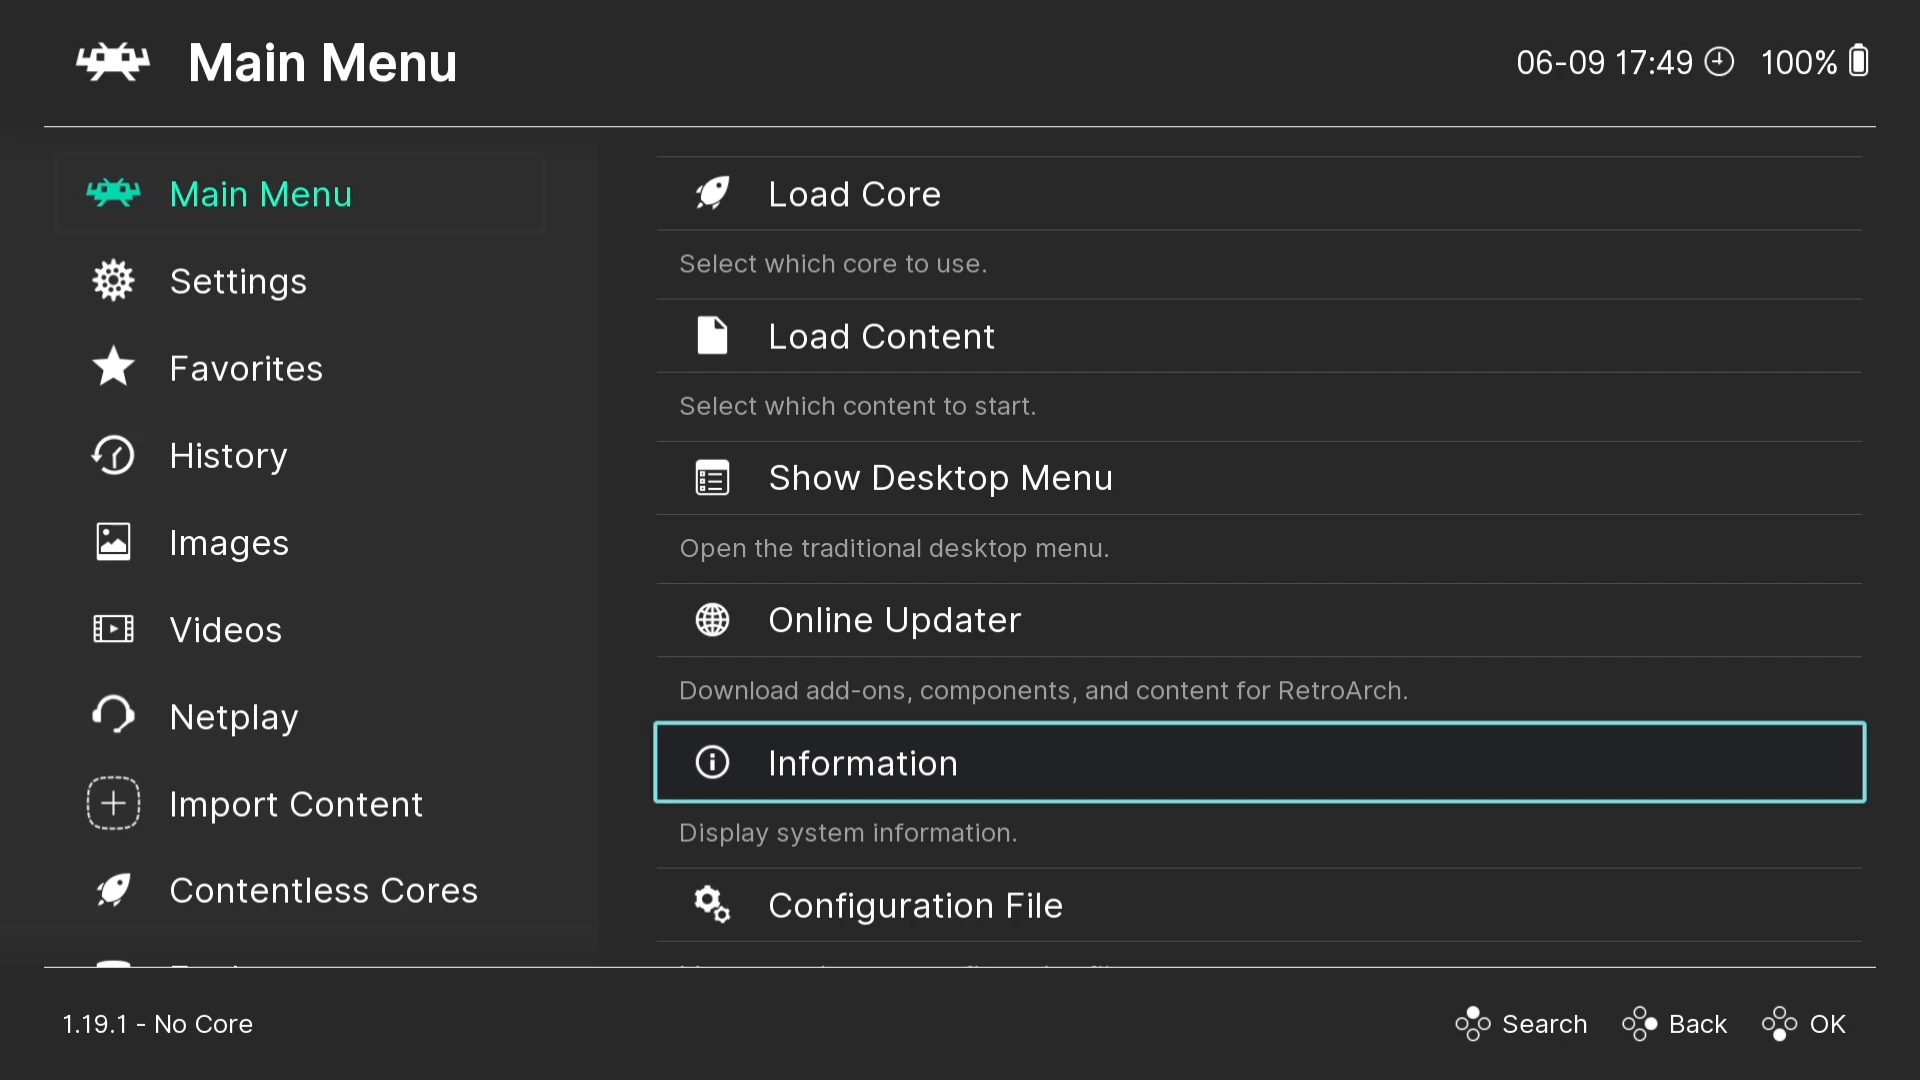 Main Menu
06-09 17:49
100%
Main Menu
Settings
Favorites
History
Images
Videos
Netplay
Import Content
Contentless Cores
Load Core
Select which core to use.
Load Content
Select which content to start.
Show Desktop Menu
Open the traditional desktop menu.
Online Updater
Download add-ons, components, and content for RetroArch.
Information
Display system information.
Configuration File
1.19.1 - No Core
Search
Back
OK